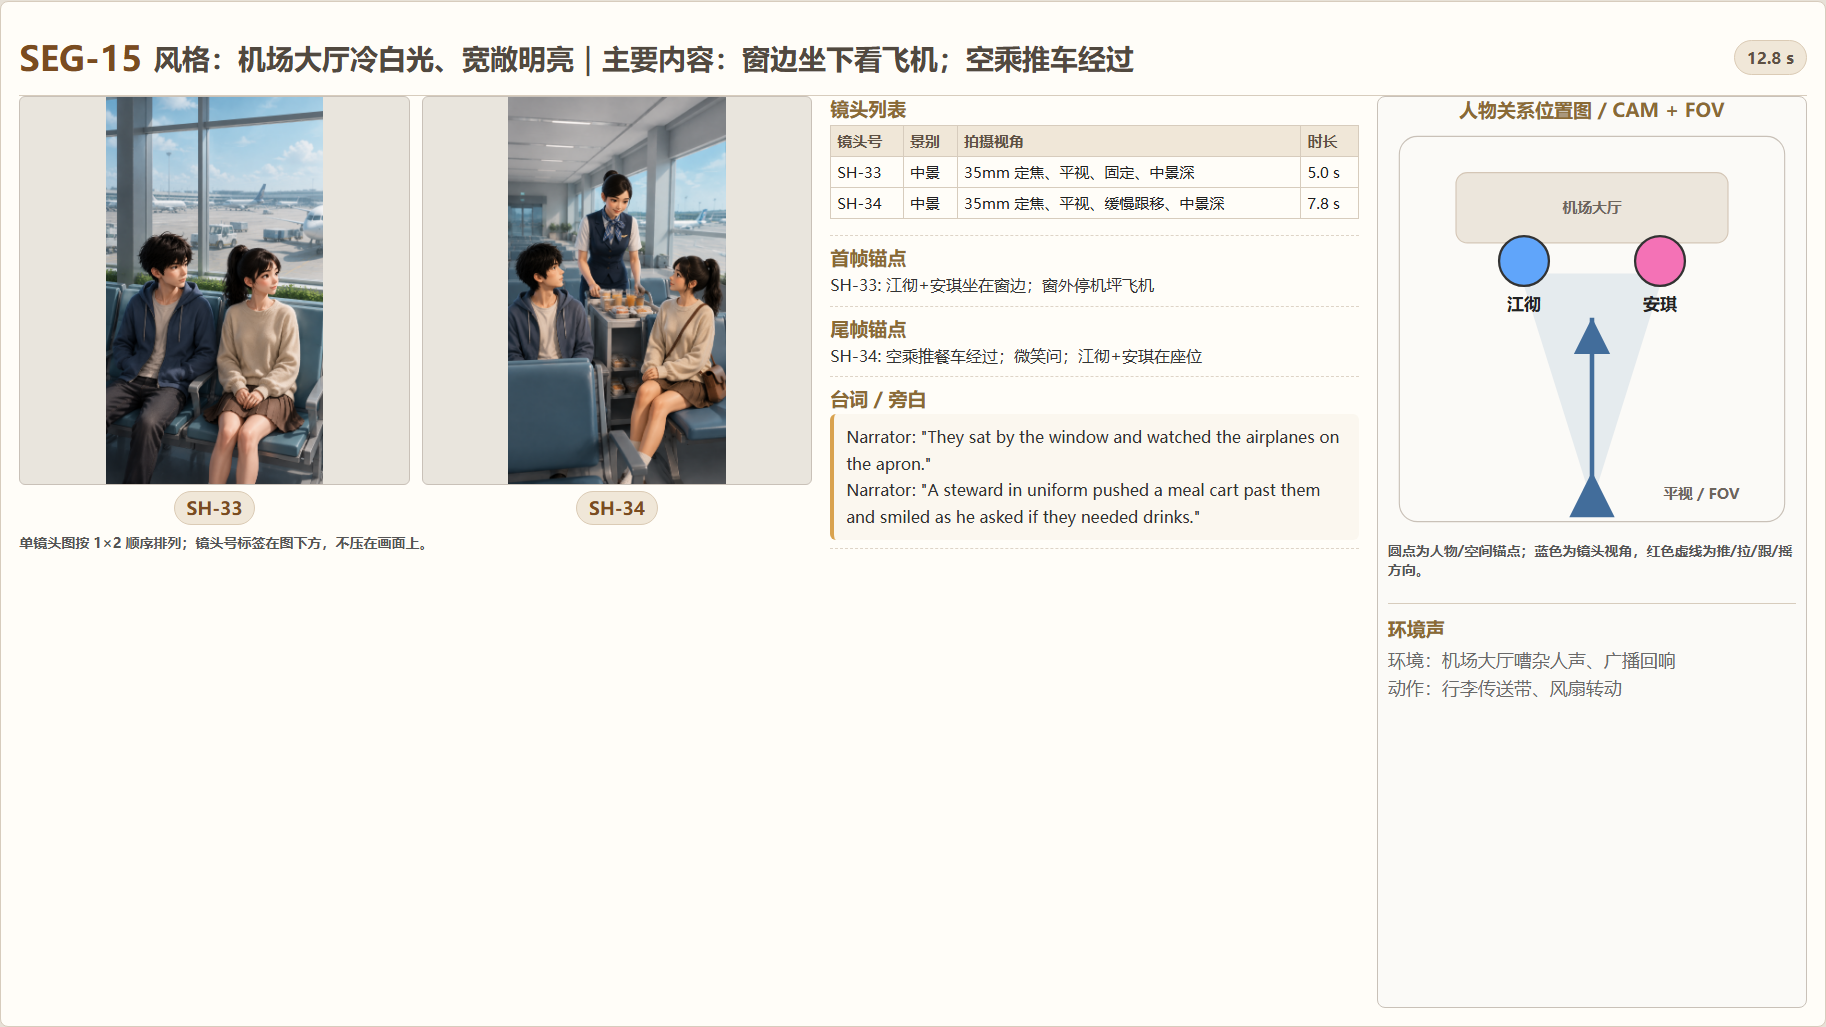 SEG-15 风格：机场大厅冷白光、宽敞明亮 | 主要内容：窗边坐下看飞机；空乘推车经过
12.8 s
SH-33
SH-34
单镜头图按 1×2 顺序排列；镜头号标签在图下方，不压在画面上。
镜头列表
镜头号 景别 拍摄视角 时长
SH-33 中景 35mm 定焦、平视、固定、中景深 5.0 s
SH-34 中景 35mm 定焦、平视、缓慢跟移、中景深 7.8 s
首帧锚点
SH-33: 江彻+安琪坐在窗边；窗外停机坪飞机
尾帧锚点
SH-34: 空乘推餐车经过；微笑问；江彻+安琪在座位
台词 / 旁白
Narrator: "They sat by the window and watched the airplanes on
the apron."
Narrator: "A steward in uniform pushed a meal cart past them
and smiled as he asked if they needed drinks."
人物关系位置图 / CAM + FOV
机场大厅
江彻
安琪
平视 / FOV
圆点为人物/空间锚点；蓝色为镜头视角，红色虚线为推/拉/跟/摇
方向。
环境声
环境：机场大厅嘈杂人声、广播回响
动作：行李传送带、风扇转动